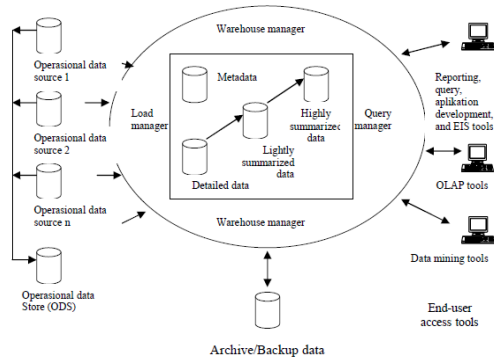 Warehouse manager
Operasional data
source 1
Operasional data
source 2
Operasional data
source n
Operasional data
Store (ODS)
Load
manager
Metadata
Highly
summarized
data
Lightly
summarized
data
Detailed data
Query
manager
Warehouse manager
Archive/Backup data
Reporting,
query,
aplikation
development,
and EIS tools
OLAP tools
Data mining tools
End-user
access tools